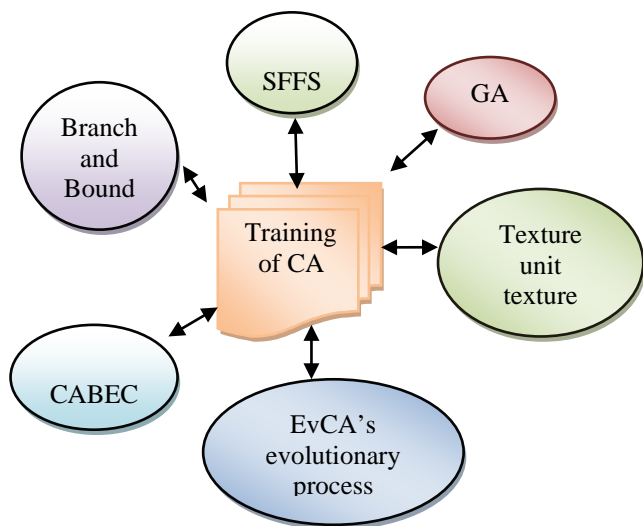 SFFS
GA
Branch
and
Bound
Training
of CA
Texture
unit
texture
CABEC
EvCA's
evolutionary
process